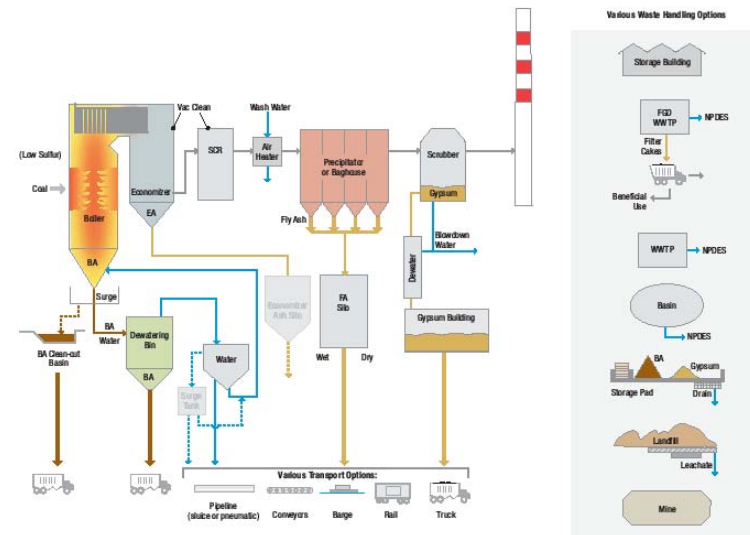 Various Waste Handling Options
Storage Building
Vac Clean
Wash Water
FGD
WWTP
NPDES
Filter
Cakes
(Low Sulfur)
SCR
Air
Heater
Precipitator
or Baghouse
Scrubber
Coal
Economizer
Gypsum
Beneficial
Use
Boiler
EA
Fly Ash
Blowdown
Water
WWTP
NPDES
BA
Dewater
Surge
Economizer
Ash Silo
FA
Silo
Gypsum Building
Basin
NPDES
BA
Water
Dewatering
Bin
BA Clean-out
Basin
Water
Wet
Dry
BA
Surge
Tank
BA
Gypsum
Storage Pad
Drain
Landfill
Leachate
Various Transport Options:
Pipeline
(sluice or pneumatic)
Conveyors
Barge
Rail
Truck
Mine